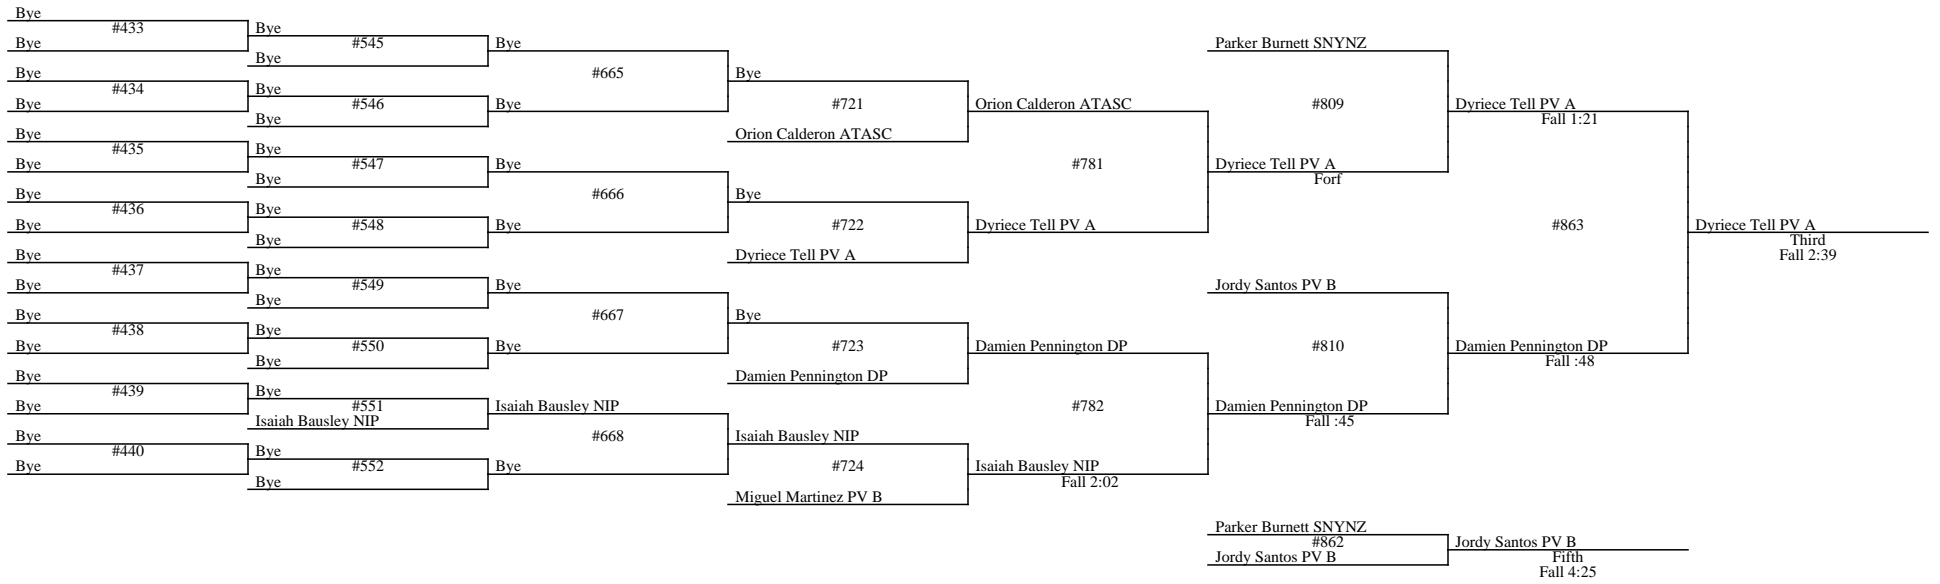 Bye
#433
Bye
Bye
#434
Bye
Bye
#435
Bye
Bye
#436
Bye
Bye
#437
Bye
Bye
#438
Bye
Bye
#439
Bye
Bye
#440
Bye
Bye
#545
Bye
Bye
#546
Bye
Bye
#547
Bye
Bye
#548
Bye
Bye
#549
Bye
Bye
#550
Bye
Bye
#551
Isaiah Bausley NIP
Bye
#552
Bye
Bye
#665
Bye
Bye
#666
Bye
Bye
#667
Bye
Isaiah Bausley NIP
#668
Bye
Bye
#721
Orion Calderon ATASC
Bye
#722
Dyriece Tell PV A
Bye
#723
Damien Pennington DP
Isaiah Bausley NIP
#724
Miguel Martinez PV B
Orion Calderon ATASC
#781
Dyriece Tell PV A
Damien Pennington DP
#782
Isaiah Bausley NIP
Fall 2:02
Parker Burnett SNYNZ
#809
Dyriece Tell PV A
Forf
Jordy Santos PV B
#810
Damien Pennington DP
Fall :45
Dyriece Tell PV A
Fall 1:21
#863
Damien Pennington DP
Fall :48
Dyriece Tell PV A
Third
Fall 2:39
Parker Burnett SNYNZ
#862
Jordy Santos PV B
Jordy Santos PV B
Fifth
Fall 4:25